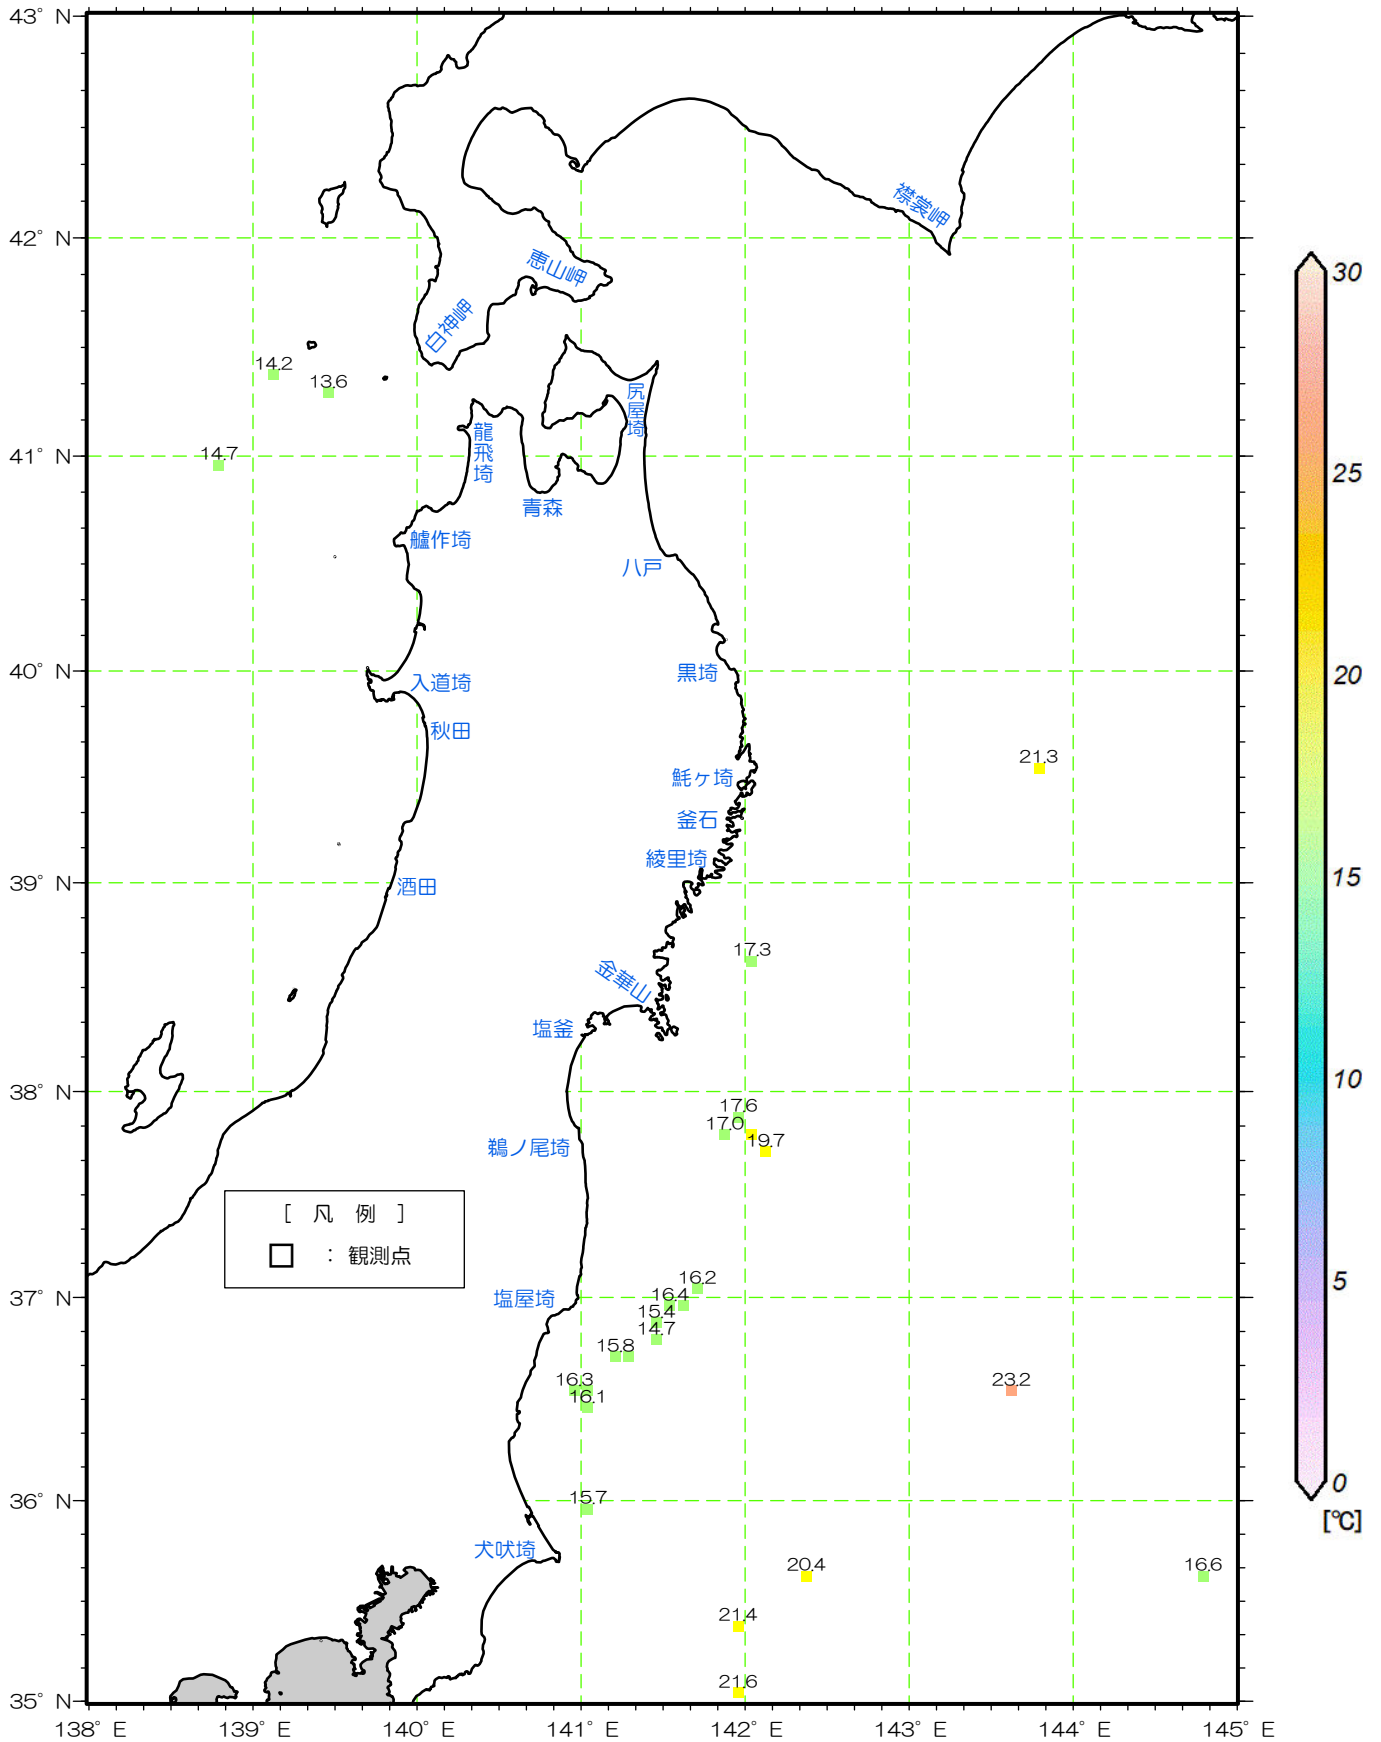 43° N
襟裳岬
42° N
恵山岬
30
白神岬
14.2
13.6
尻屋埼
龍飛埼
14.7
41° N
25
青森
艫作埼
八戸
40° N
黒埼
20
入道埼
秋田
21.3
魹ヶ埼
釜石
綾里埼
39° N
酒田
15
17.3
金華山
塩釜
38° N
10
17.6
17.0
19.7
鵜ノ尾埼
[ 凡 例 ]
: 観測点
16.2
5
37° N
塩屋埼
16.4
15.4
14.7
15.8
16.3
23.2
16.1
0
36° N
15.7
[℃]
犬吠埼
20.4
16.6
21.4
21.6
35° N
138° E
139° E
140° E
141° E
142° E
143° E
144° E
145° E